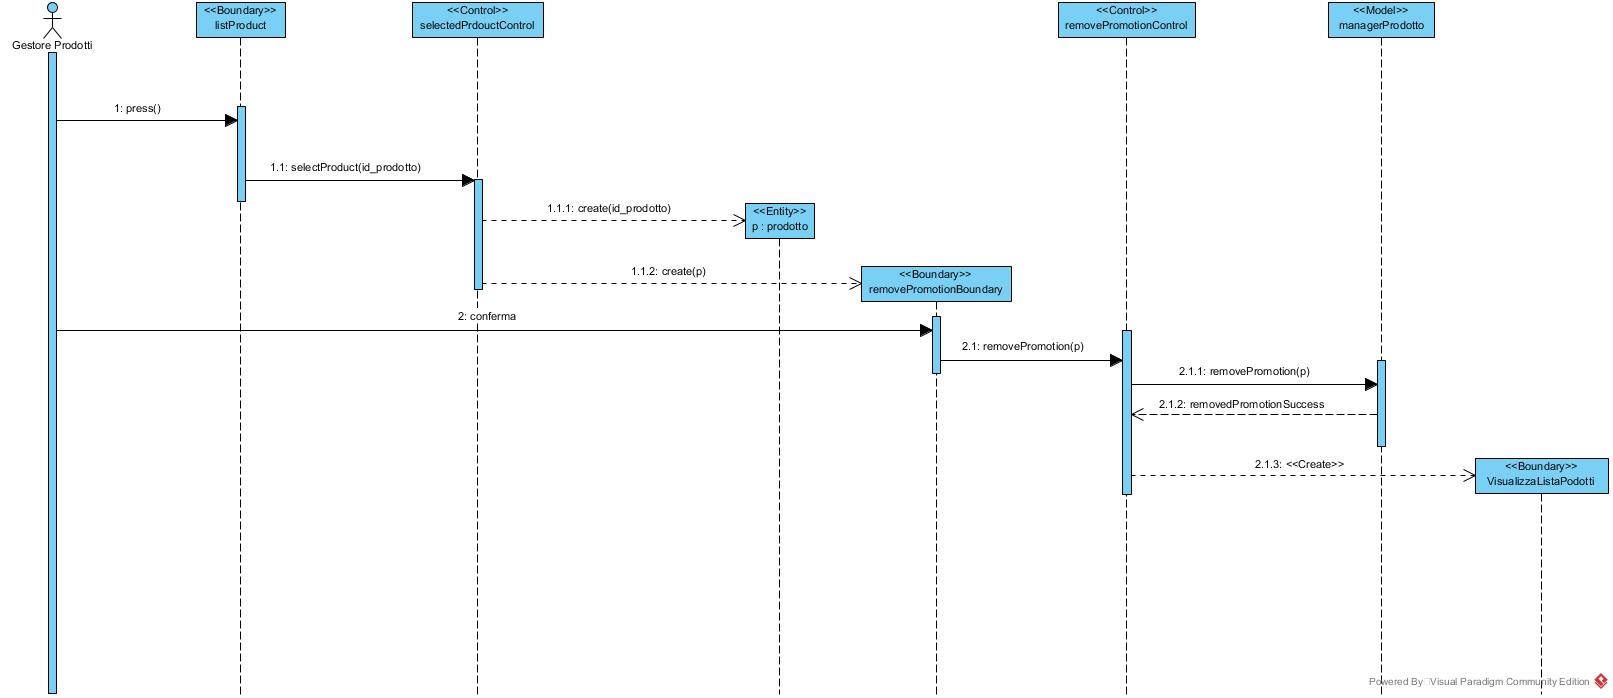 <<Boundary>>
listProduct
<<Control>>
selectedPrdouctControl
<<Control>>
removePromotionControl
<<Model>>
managerProdotto
Gestore Prodotti
1: press()
1.1: selectProduct(id_prodotto)
1.1.1: create(id_prodotto)
<<Entity>>
p : prodotto
1.1.2: create(p)
<<Boundary>>
removePromotionBoundary
2: conferma
2.1: removePromotion(p)
2.1.1: removePromotion(p)
2.1.2: removedPromotionSuccess
2.1.3: <<Create>>
<<Boundary>>
VisualizzaListaPodotti
Powered By Visual Paradigm Community Edition